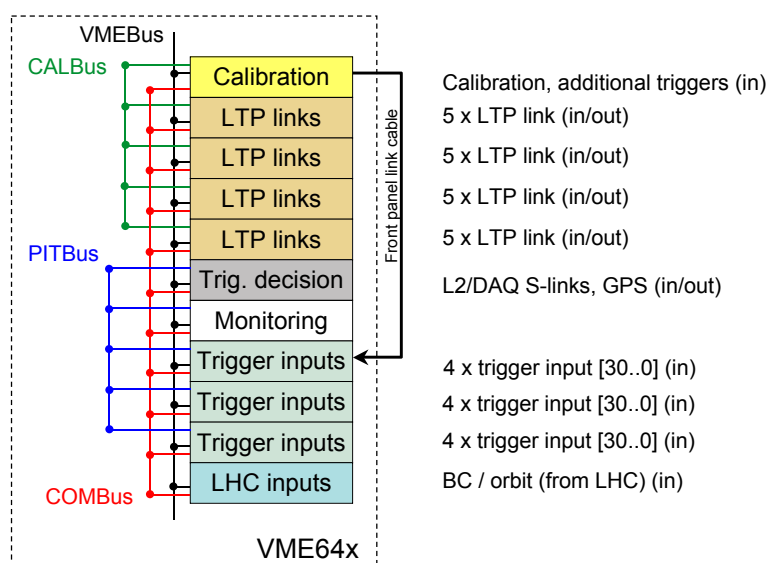 VMEBus
CALBus
Calibration
Calibration, additional triggers (in)
LTP links
5 x LTP link (in/out)
LTP links
5 x LTP link (in/out)
LTP links
5 x LTP link (in/out)
LTP links
5 x LTP link (in/out)
Front panel link cable
PITBus
Trig. decision
L2/DAQ S-links, GPS (in/out)
Monitoring
Trigger inputs
4 x trigger input [30..0] (in)
Trigger inputs
4 x trigger input [30..0] (in)
Trigger inputs
4 x trigger input [30..0] (in)
COMBus
LHC inputs
BC / orbit (from LHC) (in)
VME64x